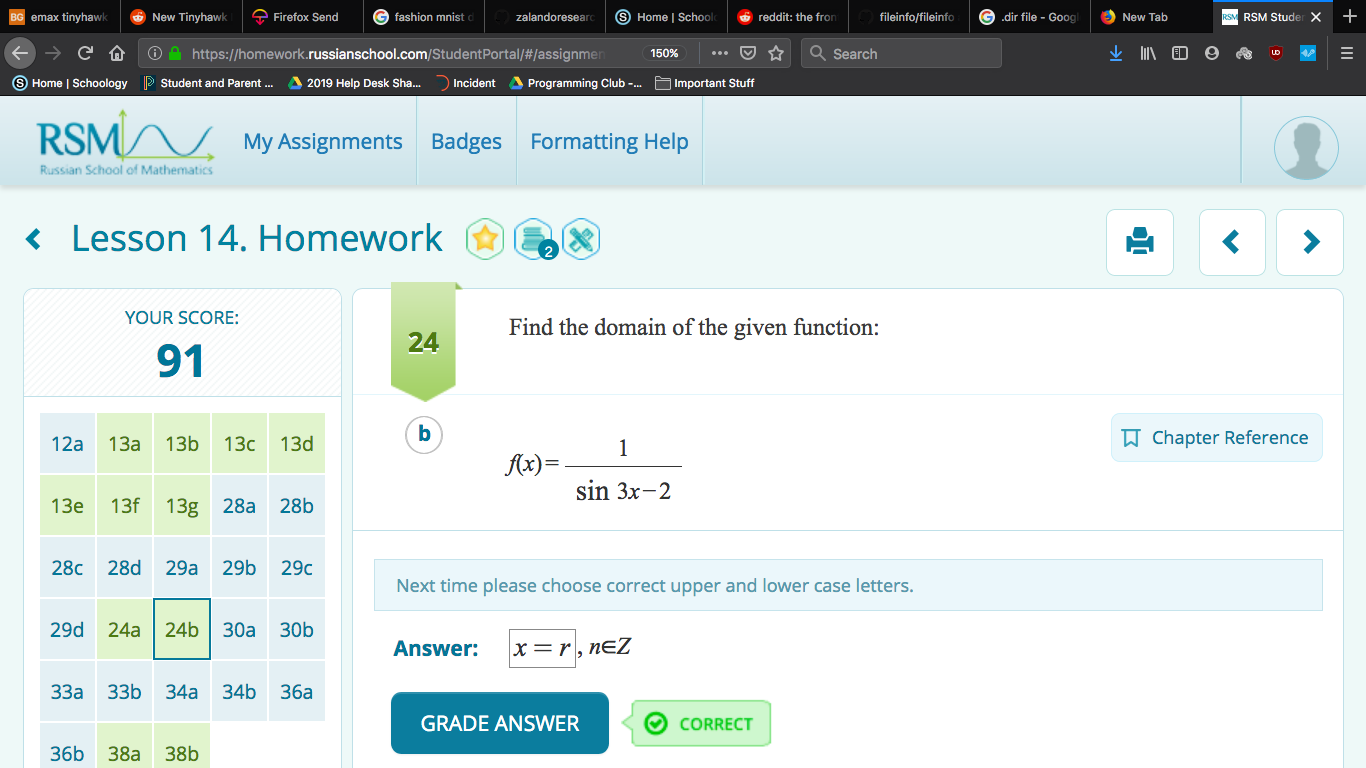 BG emax tinyhawk
New Tinyhawk
Firefox Send
fashion mnist d
zalandoresearc
S Home | School
reddit: the fron
fileinfo/fileinfo
.dir file - Googl
New Tab
RSM RSM Studen
https://homework.russianschool.com/StudentPortal/#/assignmen
150%
Search
S Home | Schoology
Student and Parent ...
2019 Help Desk Sha...
Incident
Programming Club -...
Important Stuff
RSM
Russian School of Mathematics
My Assignments
Badges
Formatting Help
Lesson 14. Homework
2
YOUR SCORE:
91
12a 13a 13b 13c 13d
13e 13f 13g 28a 28b
28c 28d 29a 29b 29c
29d 24a 24b 30a 30b
33a 33b 34a 34b 36a
36b 38a 38b
24
Find the domain of the given function:
b
Chapter Reference
f(x)= 1
sin 3x−2
Next time please choose correct upper and lower case letters.
Answer: x = r , n∈Z
GRADE ANSWER
CORRECT